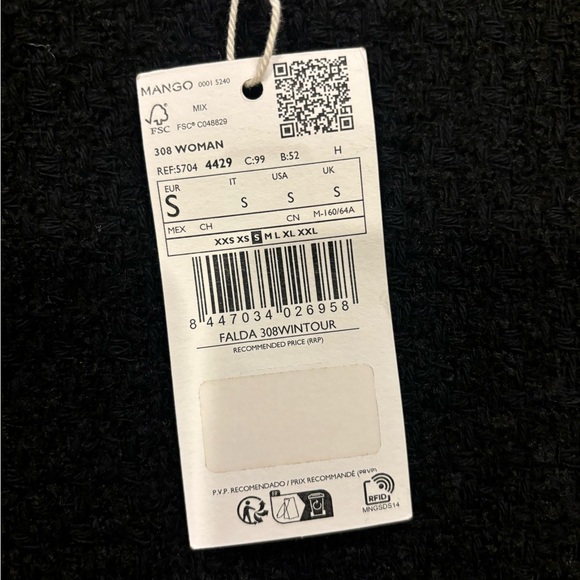 MANGO 0001 5240
MIX
FSC FSC® C048829
308 WOMAN
REF:5704 4429 C:99 B:52 H
EUR IT USA UK
S S S S
MEX CH CN M-160/64A
XXS XS S M L XL XXL
8 447034 026958
FALDA 308WINTOUR
RECOMMENDED PRICE (RRP)
P.V.P. RECOMENDADO / PRIX RECOMMANDÉ (PBVP)
FR
RFID
MNGSDS14